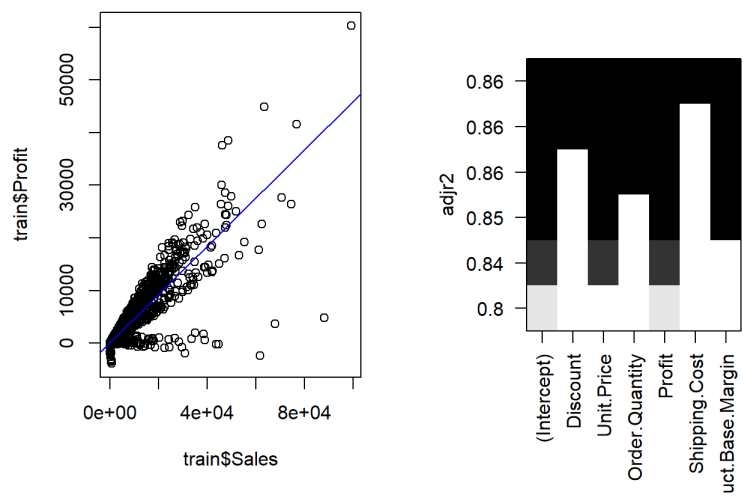 train$Profit
0
10000
30000
50000
0e+00
4e+04
8e+04
train$Sales
adjr2
0.86
0.86
0.86
0.85
0.84
0.8
(Intercept)
Discount
Unit.Price
Order.Quantity
Profit
Shipping.Cost
uct.Base.Margin